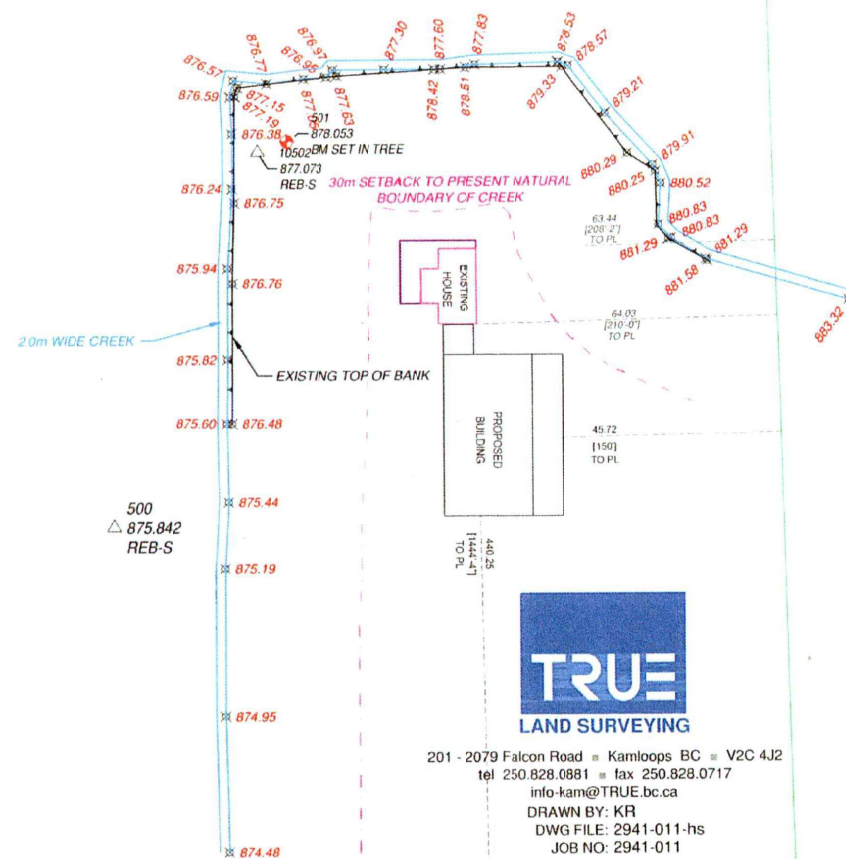 876.57
876.77
876.97
876.95
877.30
877.60
877.83
878.53
878.57
876.59
877.15
877.19
877.63
878.42
878.61
879.33
879.21
876.38
501
878.053
BM SET IN TREE
10502
877.073
REB-S
30m SETBACK TO PRESENT NATURAL
BOUNDARY OF CREEK
880.29
879.91
880.25
880.52
876.24
876.75
63.44
[208'-2"]
TO PL
880.83
880.83
881.29
881.29
881.58
883.32
875.94
876.76
EXISTING
HOUSE
64.03
[210'-0"]
TO PL
2.0m WIDE CREEK
875.82
EXISTING TOP OF BANK
875.60
876.48
PROPOSED
BUILDING
45.72
[150]
TO PL
500
875.842
REB-S
875.44
875.19
440.25
[1444'-4"]
TO PL
874.95
874.48
TRUE
LAND SURVEYING
201 - 2079 Falcon Road ▪ Kamloops BC ▪ V2C 4J2
tel 250.828.0881 ▪ fax 250.828.0717
info-kam@TRUE.bc.ca
DRAWN BY: KR
DWG FILE: 2941-011-hs
JOB NO: 2941-011